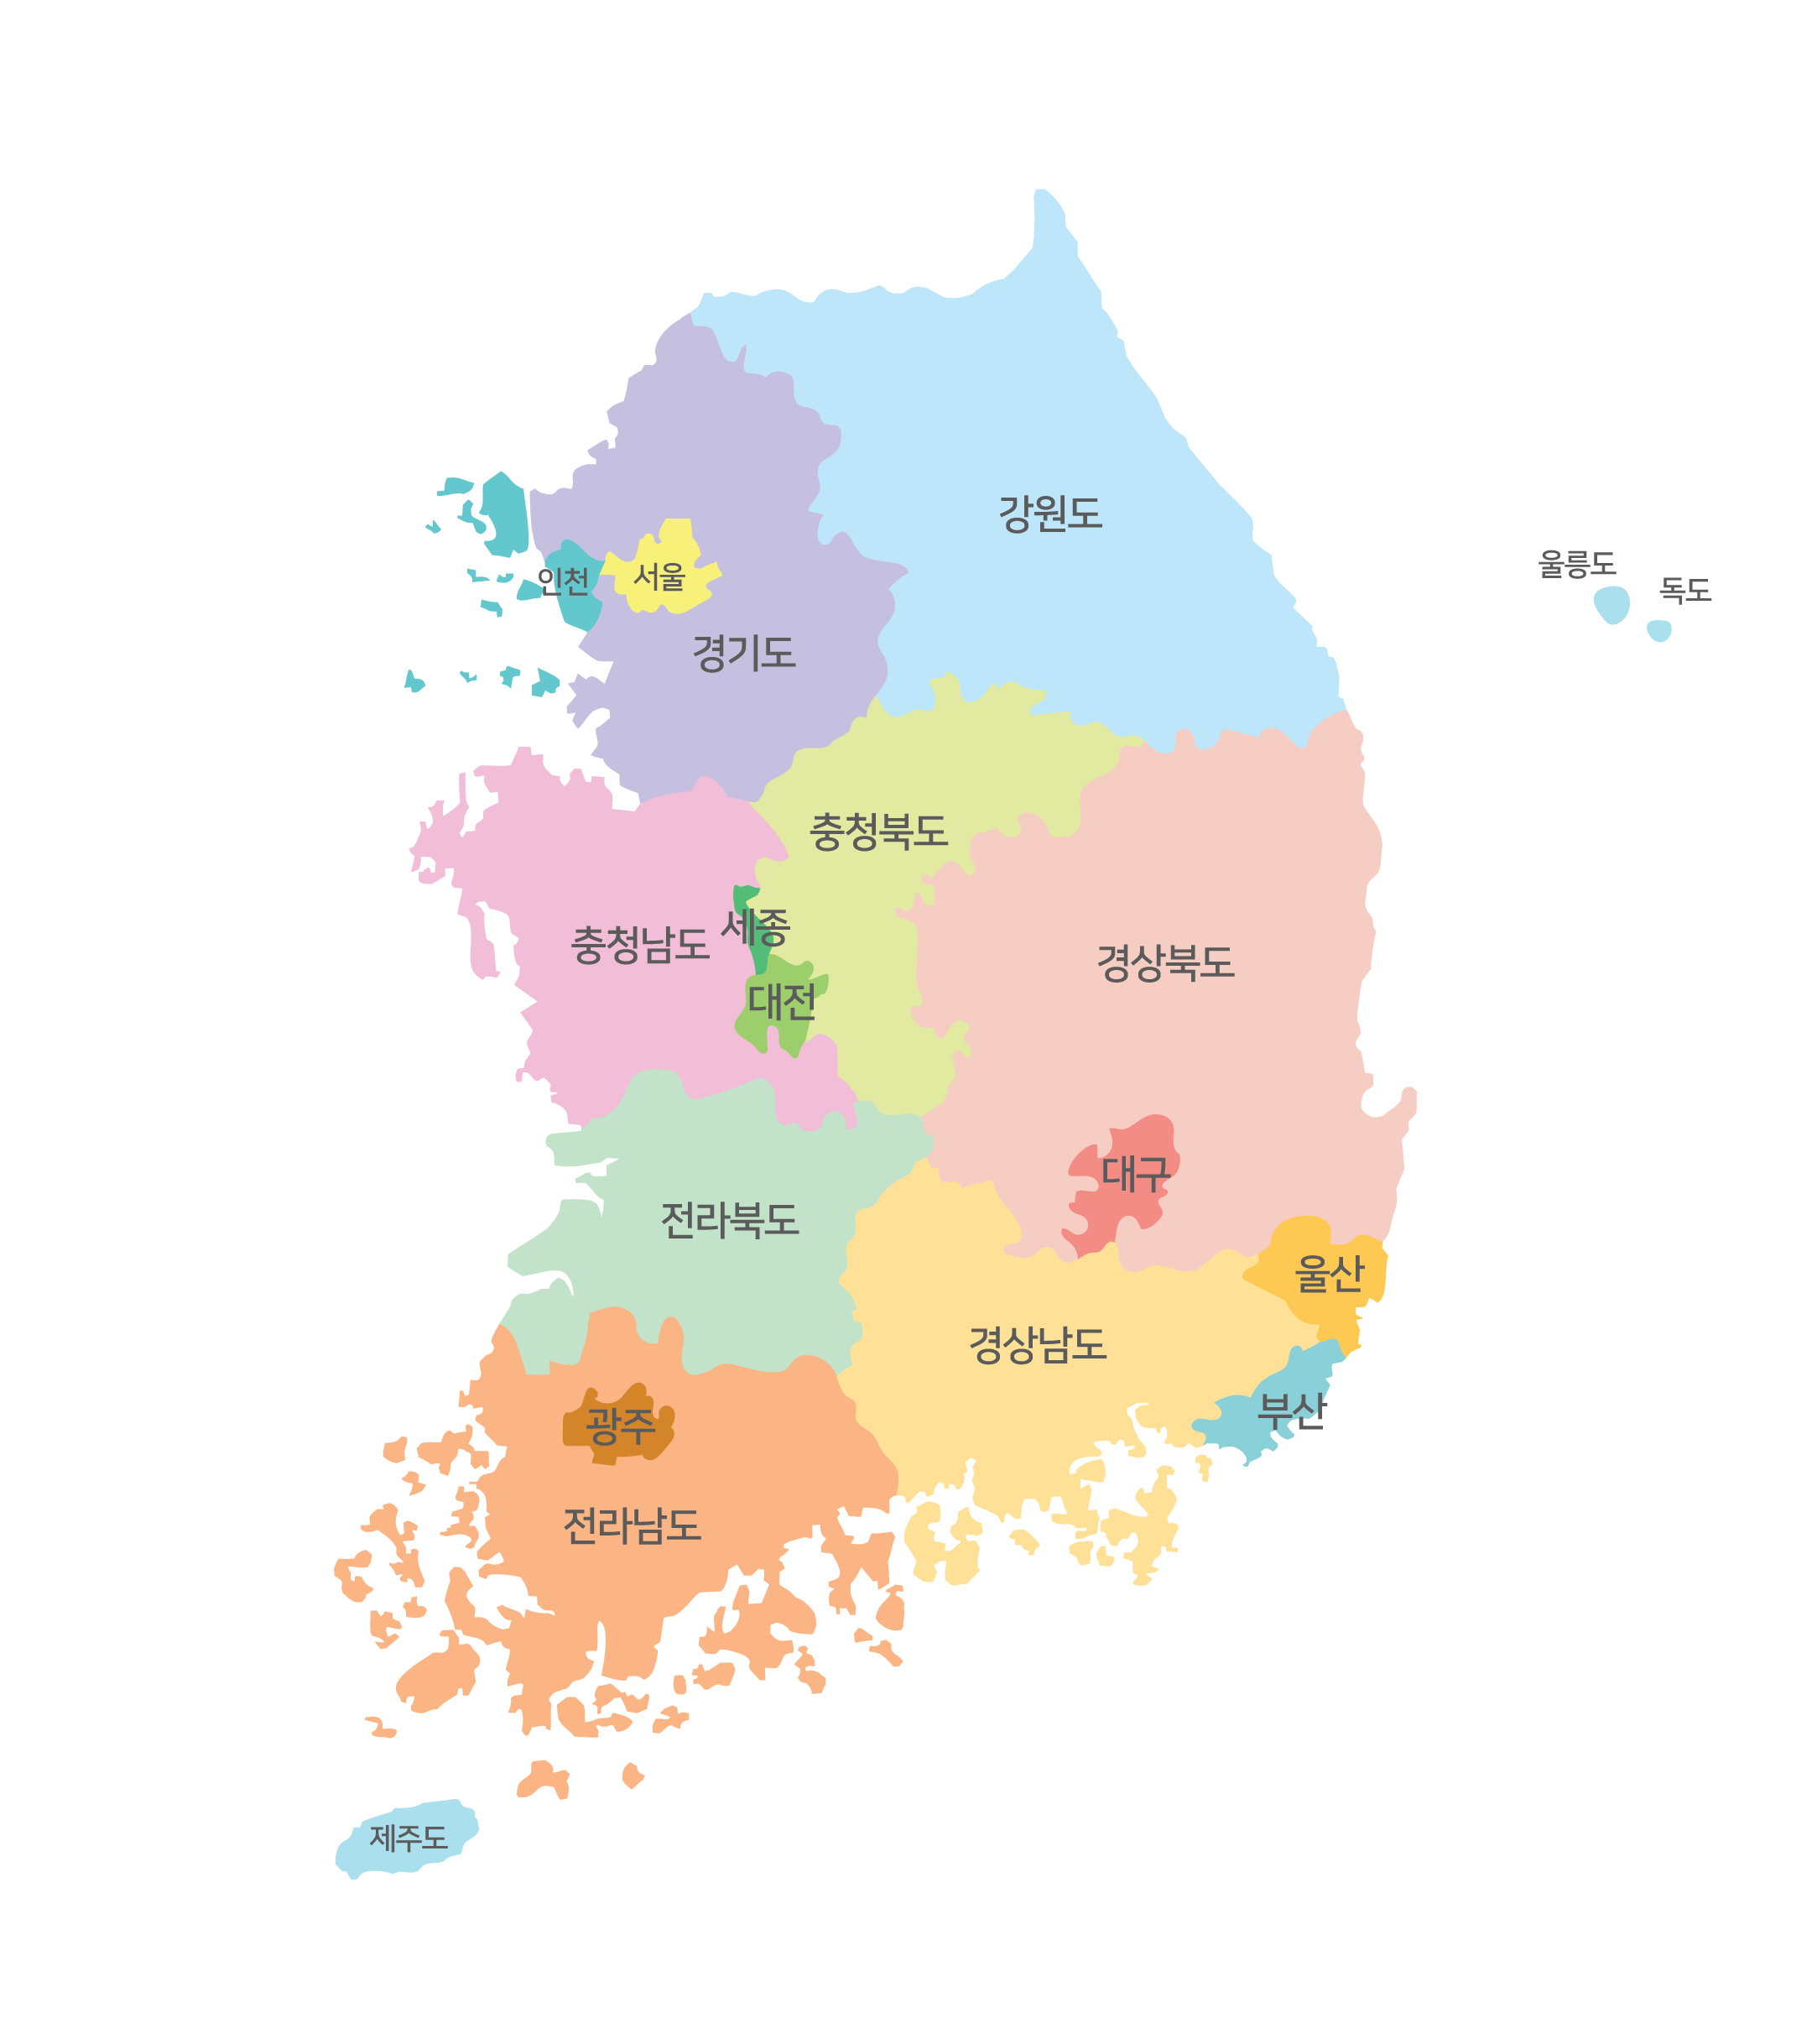 강원도
울릉도
독도
인천
서울
경기도
충청북도
세종
충청남도
경상북도
대전
대구
전라북도
울산
경상남도
부산
광주
전라남도
제주도